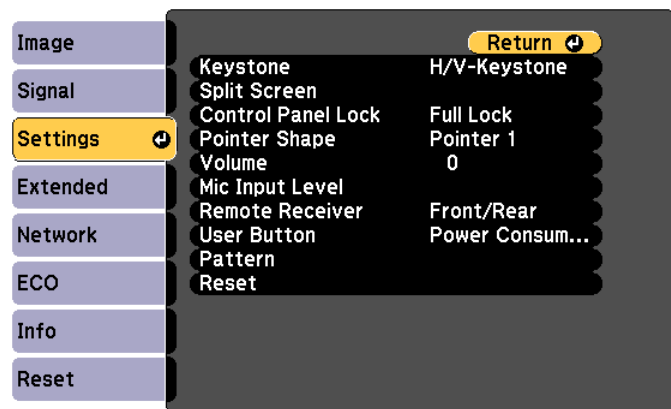 Image
Signal
Settings
Extended
Network
ECO
Info
Reset
Return
Keystone H/V-Keystone
Split Screen
Control Panel Lock Full Lock
Pointer Shape Pointer 1
Volume 0
Mic Input Level
Remote Receiver Front/Rear
User Button Power Consum...
Pattern
Reset